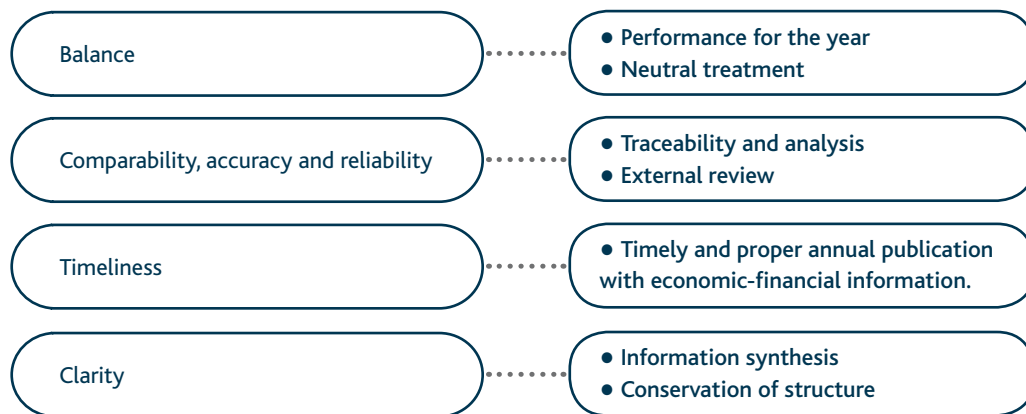 Balance
● Performance for the year
● Neutral treatment
Comparability, accuracy and reliability
● Traceability and analysis
● External review
Timeliness
● Timely and proper annual publication
with economic-financial information.
Clarity
● Information synthesis
● Conservation of structure